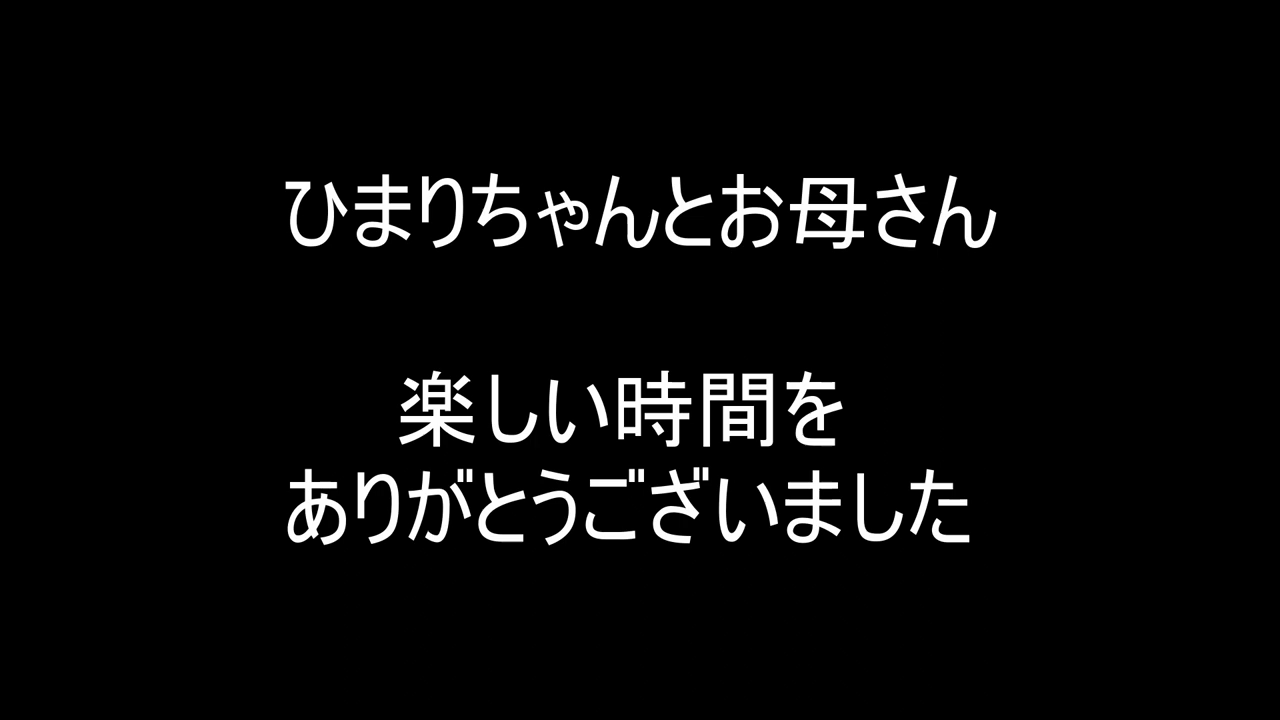 ひまりちゃんとお母さん
楽しい時間を
ありがとうございました